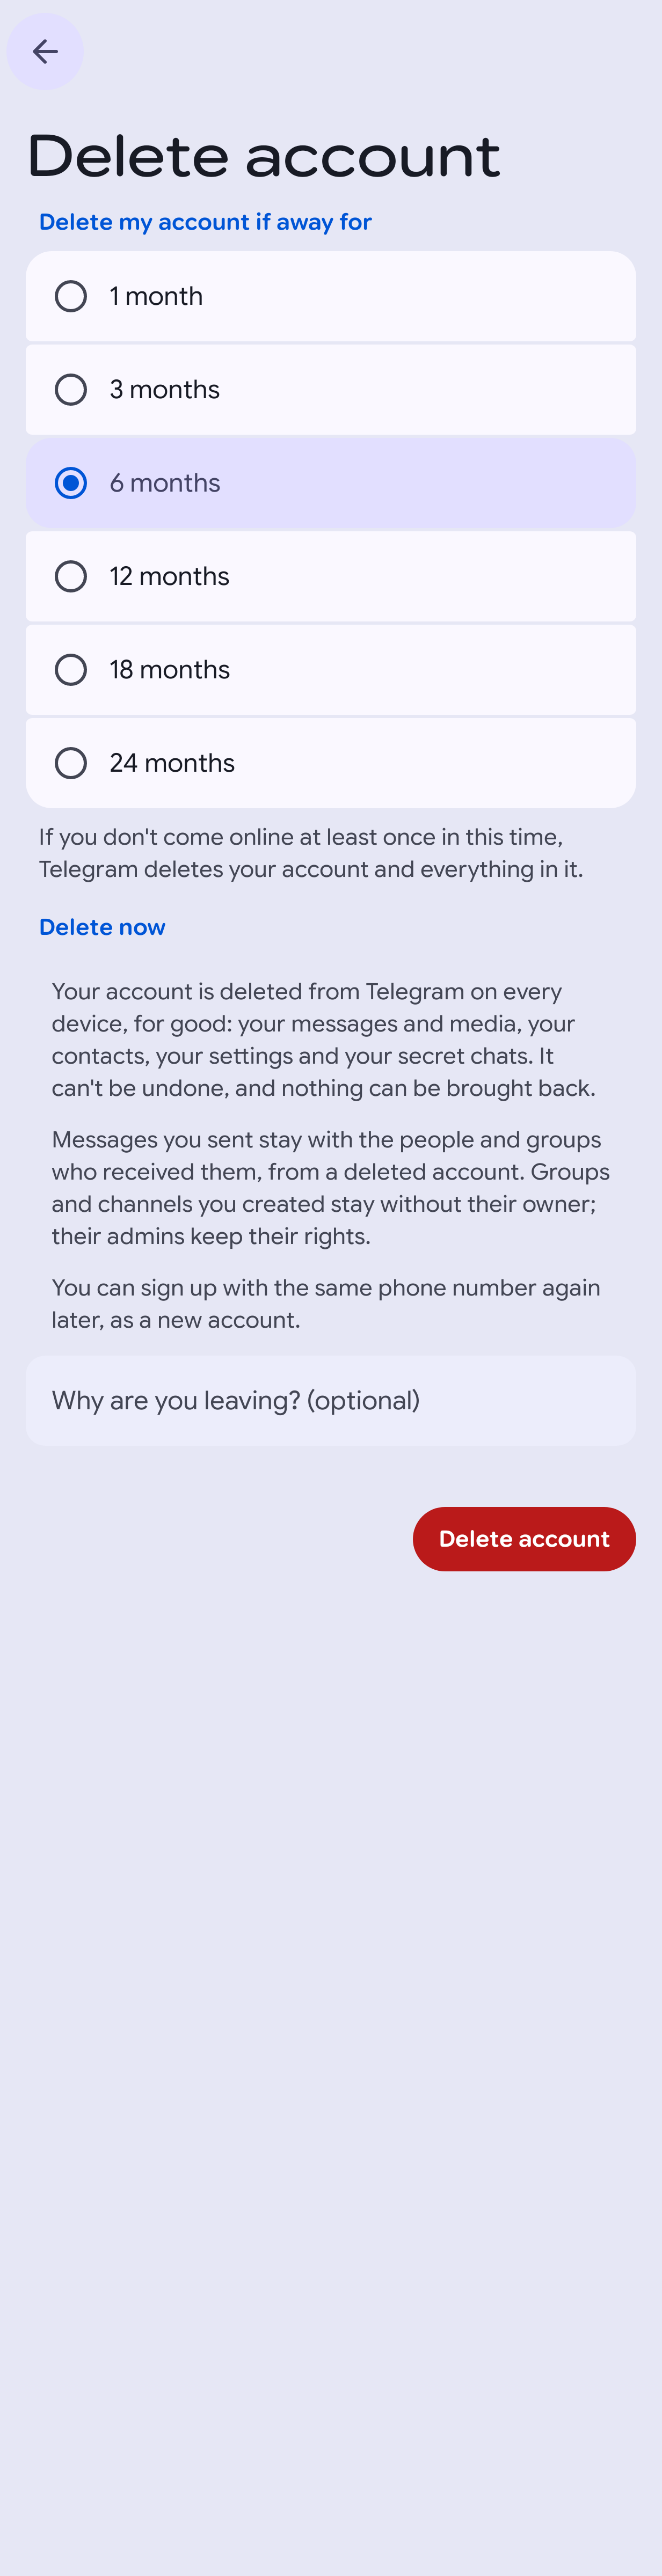 Delete account
Delete my account if away for
1 month
3 months
6 months
12 months
18 months
24 months
If you don't come online at least once in this time,
Telegram deletes your account and everything in it.
Delete now
Your account is deleted from Telegram on every
device, for good: your messages and media, your
contacts, your settings and your secret chats. It
can't be undone, and nothing can be brought back.
Messages you sent stay with the people and groups
who received them, from a deleted account. Groups
and channels you created stay without their owner;
their admins keep their rights.
You can sign up with the same phone number again
later, as a new account.
Why are you leaving? (optional)
Delete account